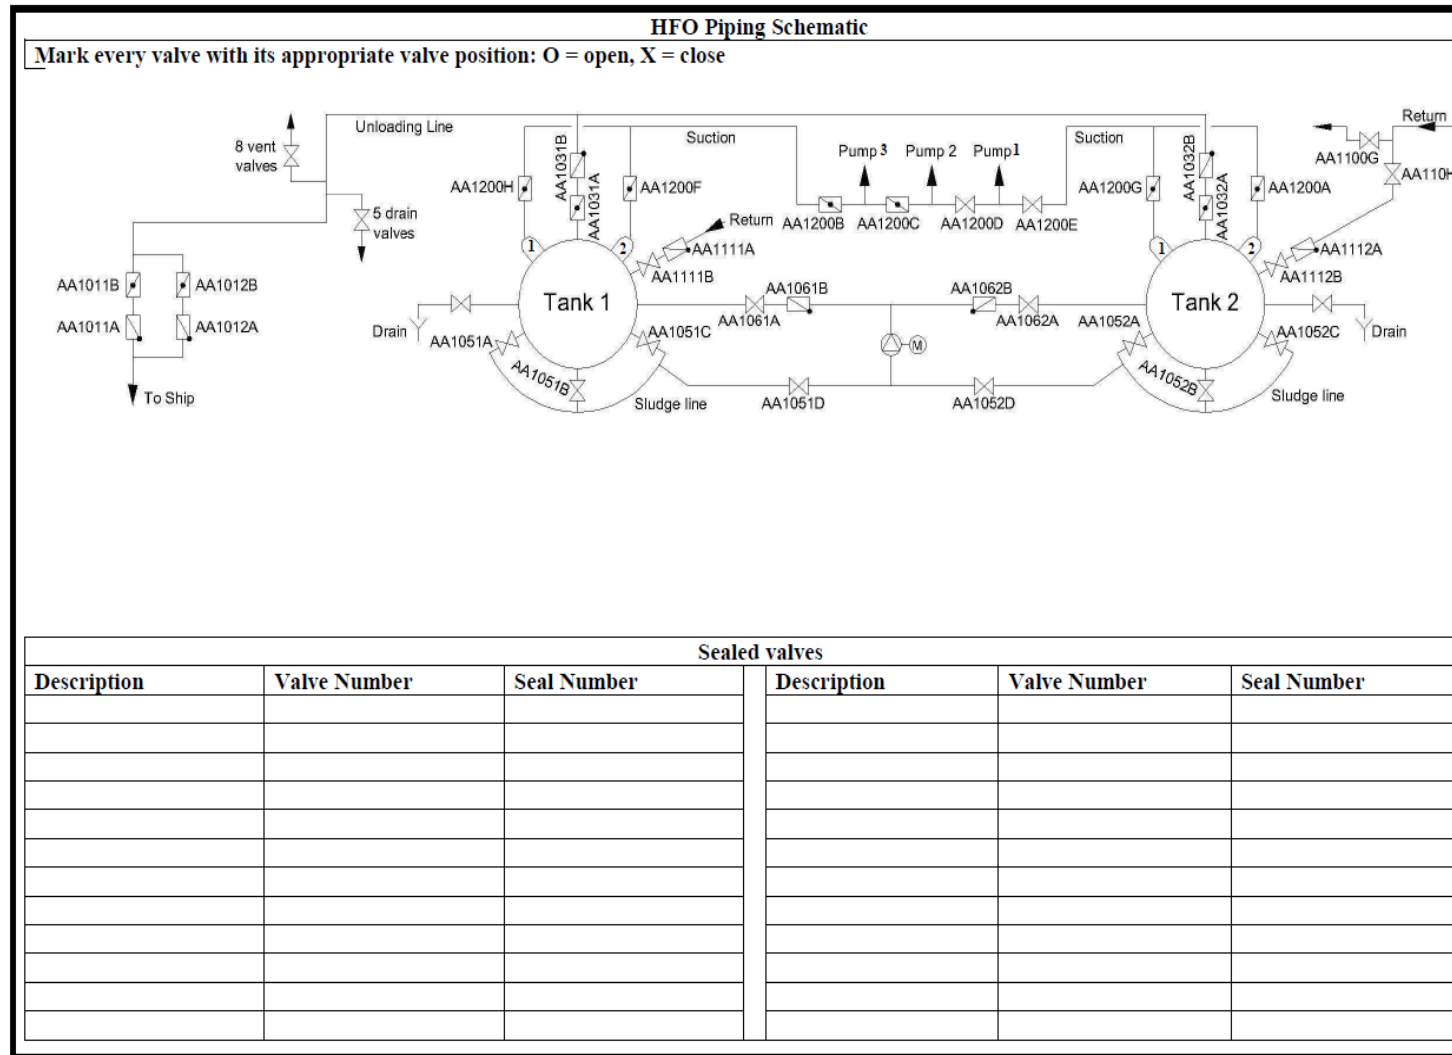 HFO Piping Schematic
Mark every valve with its appropriate valve position: O = open, X = close
Unloading Line
8 vent
valves
5 drain
valves
AA1011B
AA1012B
AA1011A
AA1012A
To Ship
AA1200H
AA1031B
AA1031A
AA1200F
Suction
Pump 3
Pump 2
Pump 1
AA1200B
AA1200C
AA1200D
AA1200E
Suction
AA1200G
AA1032B
AA1032A
AA1200A
Return
AA1100G
AA110H
1
2
Return
AA1111A
AA1111B
1
2
AA1112A
AA1112B
Tank 1
AA1061B
AA1061A
AA1062B
AA1062A
Tank 2
Drain
AA1051A
AA1051C
M
AA1052A
AA1052C
Drain
AA1051B
Sludge line
AA1051D
AA1052D
AA1052B
Sludge line
Sealed valves
Description Valve Number Seal Number Description Valve Number Seal Number